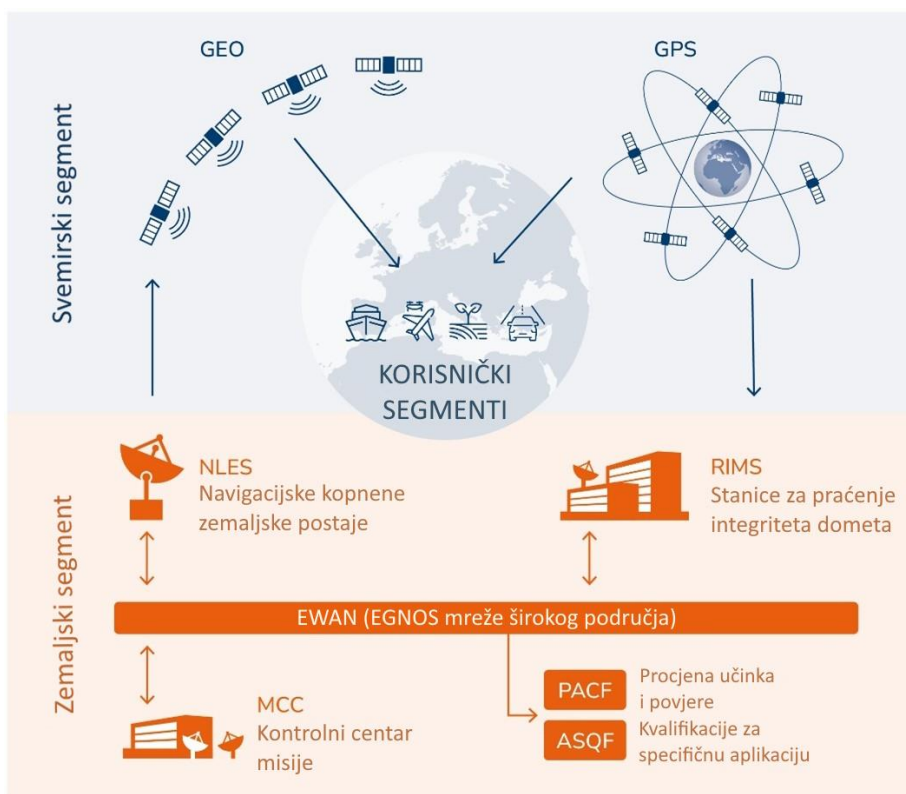 GEO
GPS
Svemirski segment
KORISNIČKI
SEGMENTI
Zemaljski segment
NLES
Navigacijske kopnene
zemaljske postaje
RIMS
Stanice za praćenje
integriteta dometa
EWAN (EGNOS mreže širokog područja)
MCC
Kontrolni centar
misije
PACF
Procjena učinka
i povjere
ASQF
Kvalifikacije za
specifičnu aplikaciju